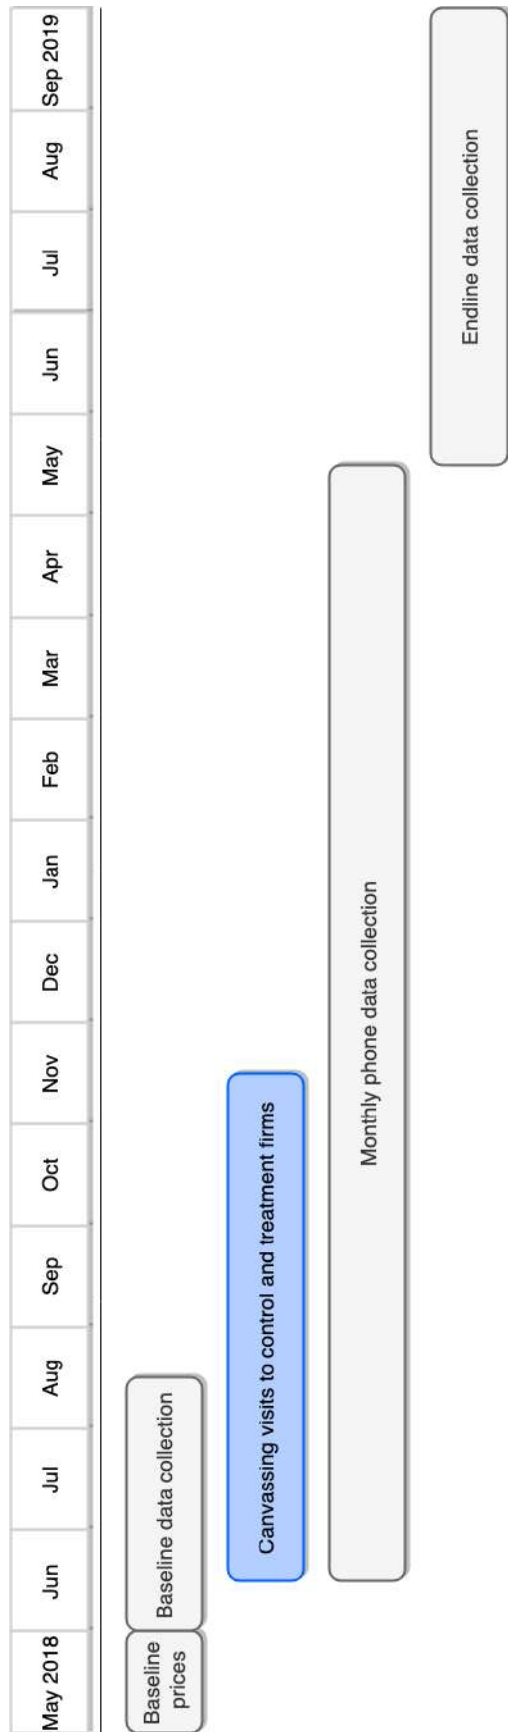 May 2018
Jun
Jul
Aug
Sep
Oct
Nov
Dec
Jan
Feb
Mar
Apr
May
Jun
Jul
Aug
Sep 2019
Baseline
prices
Baseline data collection
Canvassing visits to control and treatment firms
Monthly phone data collection
Endline data collection